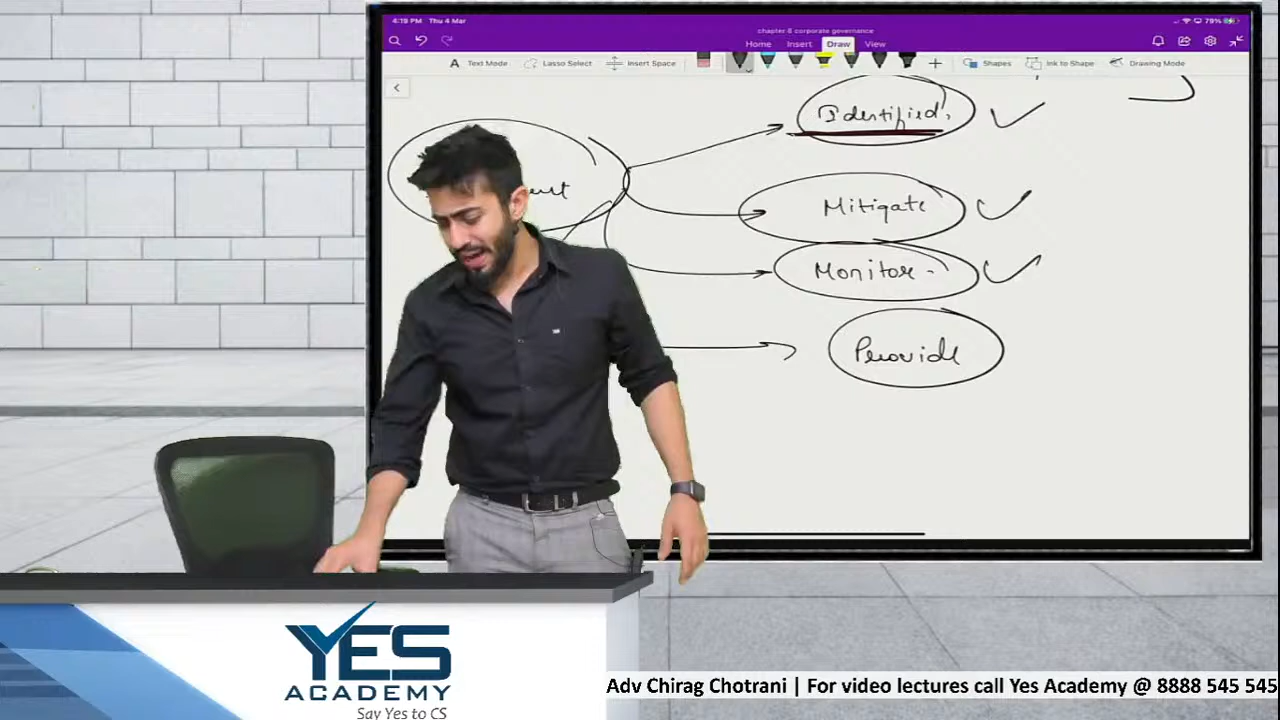 4:19 PM Thu 4 Mar
79%
chapter 6 corporate governance
Home Insert Draw View
Text Mode Lasso Select Insert Space Shapes Ink to Shape Drawing Mode
Identified.
Mitigate
Monitor -
Provide
YES
ACADEMY
Say Yes to CS
Adv Chirag Chotrani | For video lectures call Yes Academy @ 8888 545 545